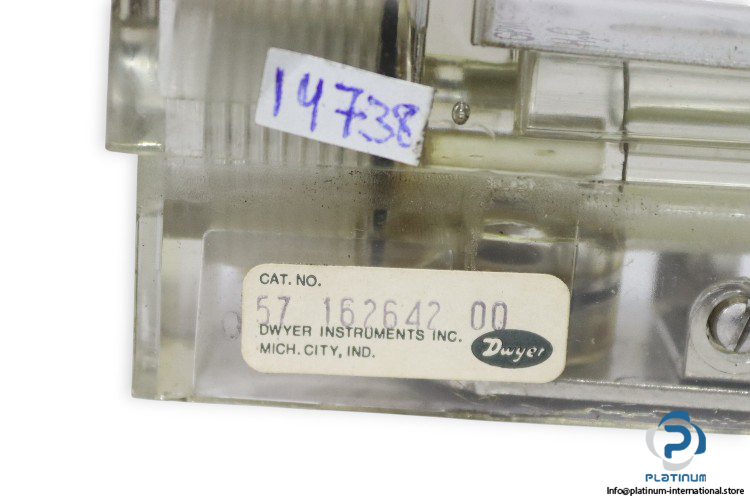 14738
CAT. NO.
57 162642 00
DWYER INSTRUMENTS INC.
MICH. CITY, IND.
Dwyer
PLATINUM
Info@platinum-international.store